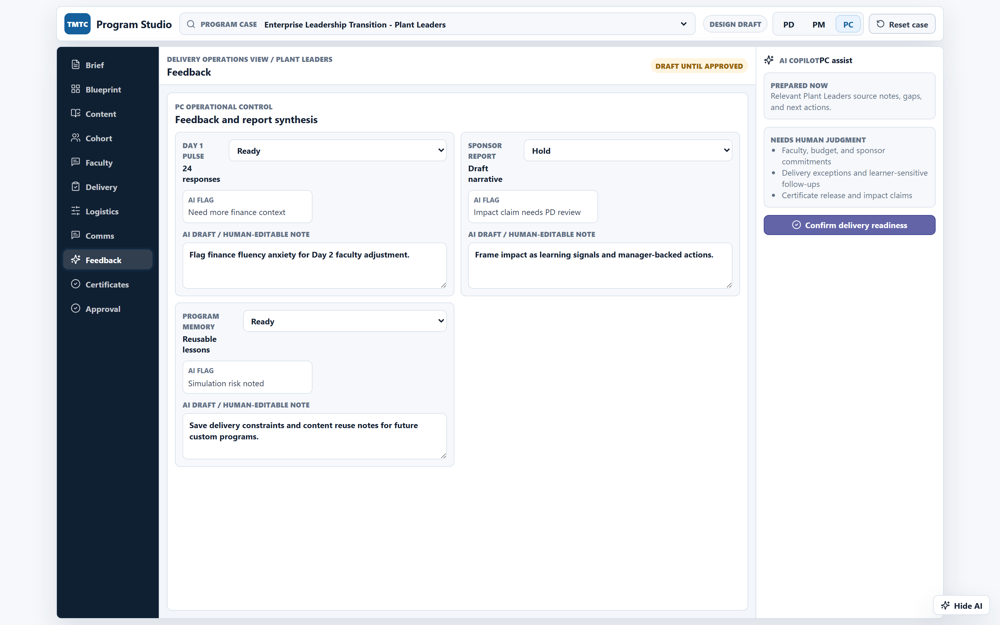 TMTC
Program Studio
PROGRAM CASE
Enterprise Leadership Transition - Plant Leaders
DESIGN DRAFT
PD
PM
PC
Reset case
Brief
Blueprint
Content
Cohort
Faculty
Delivery
Logistics
Comms
Feedback
Certificates
Approval
DELIVERY OPERATIONS VIEW / PLANT LEADERS
Feedback
DRAFT UNTIL APPROVED
PC OPERATIONAL CONTROL
Feedback and report synthesis
DAY 1
PULSE
24
responses
Ready
AI FLAG
Need more finance context
AI DRAFT / HUMAN-EDITABLE NOTE
Flag finance fluency anxiety for Day 2 faculty adjustment.
SPONSOR
REPORT
Draft
narrative
Hold
AI FLAG
Impact claim needs PD review
AI DRAFT / HUMAN-EDITABLE NOTE
Frame impact as learning signals and manager-backed actions.
PROGRAM
MEMORY
Reusable
lessons
Ready
AI FLAG
Simulation risk noted
AI DRAFT / HUMAN-EDITABLE NOTE
Save delivery constraints and content reuse notes for future
custom programs.
AI COPILOTPC assist
PREPARED NOW
Relevant Plant Leaders source notes, gaps,
and next actions.
NEEDS HUMAN JUDGMENT
Faculty, budget, and sponsor
commitments
Delivery exceptions and learner-sensitive
follow-ups
Certificate release and impact claims
Confirm delivery readiness
Hide AI